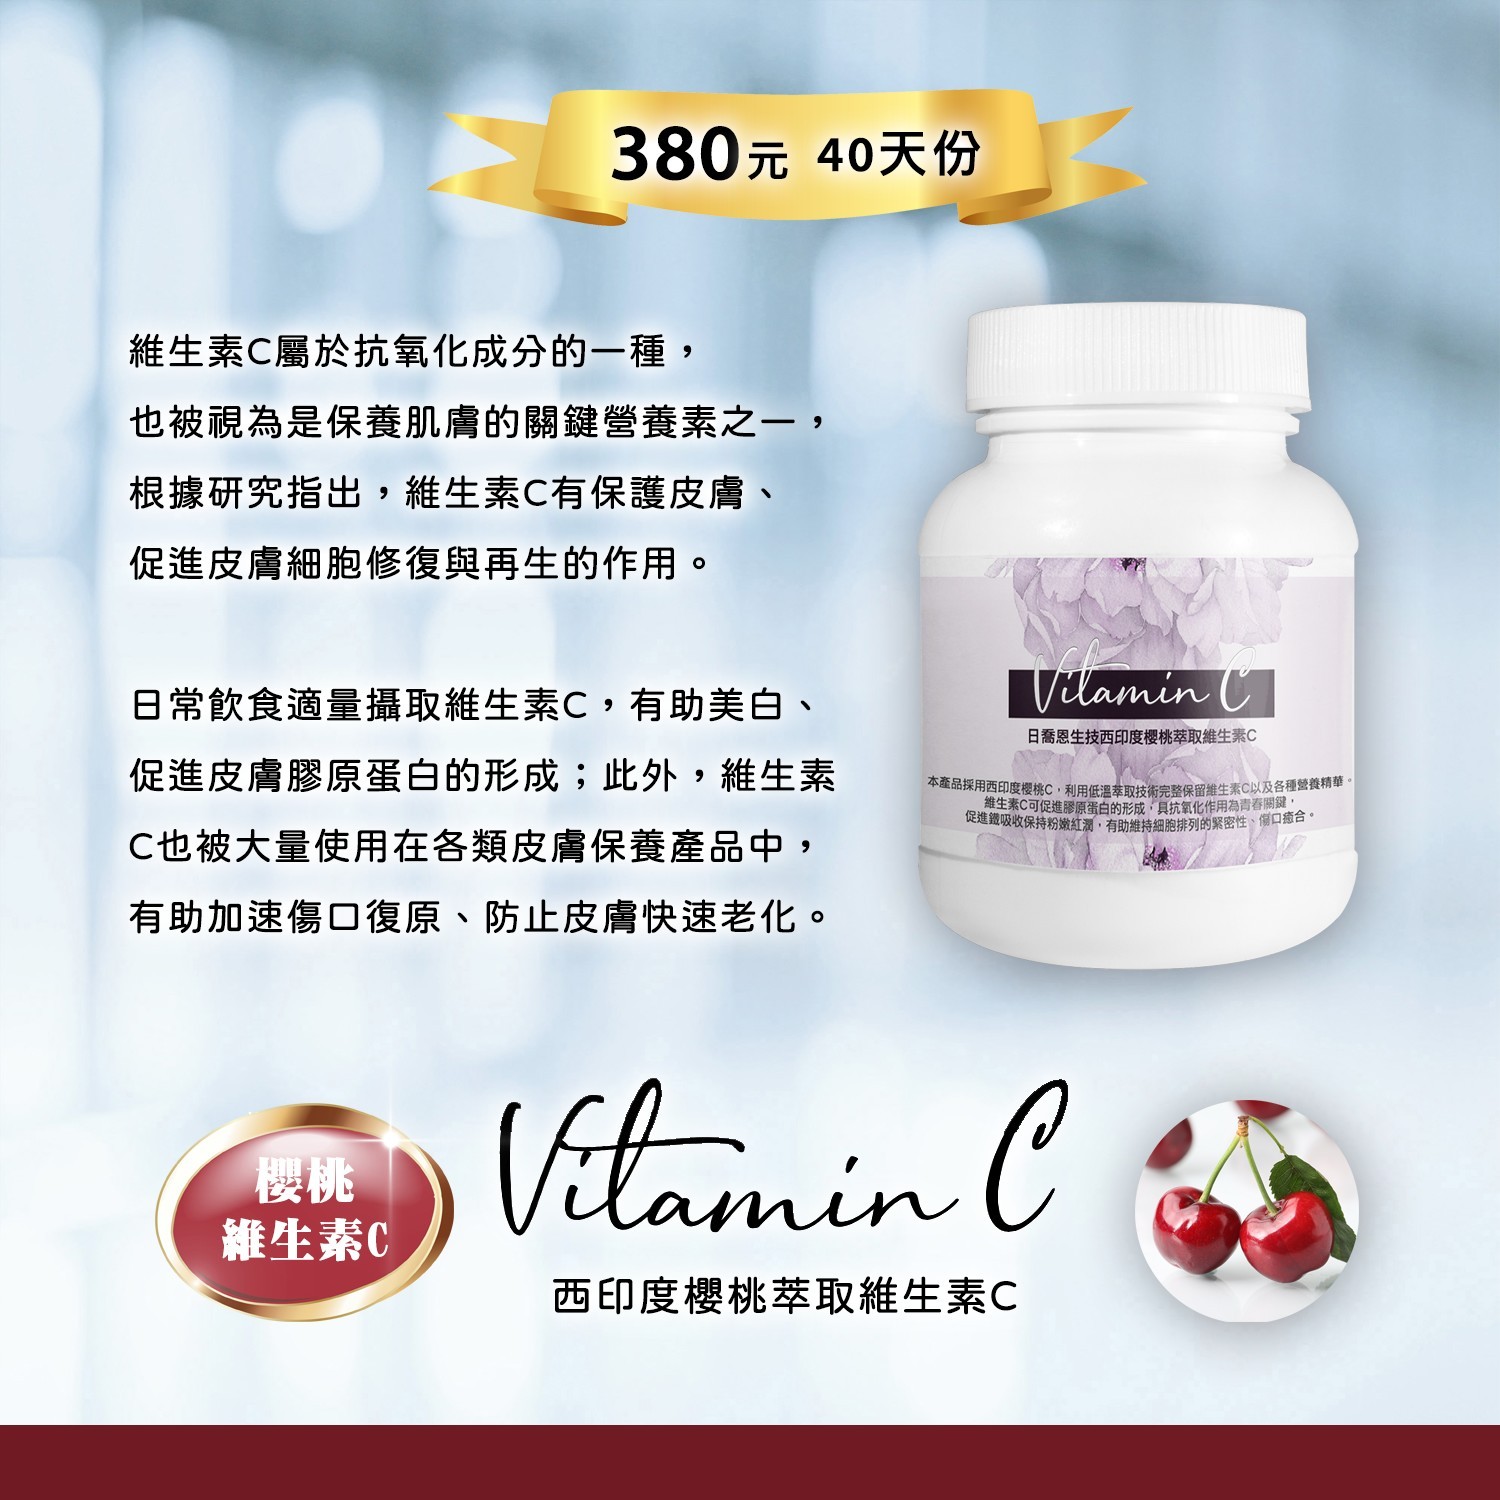 380元 40天份
維生素C屬於抗氧化成分的一種，
也被視為是保養肌膚的關鍵營養素之一，
根據研究指出，維生素C有保護皮膚、
促進皮膚細胞修復與再生的作用。
日常飲食適量攝取維生素C，有助美白、
促進皮膚膠原蛋白的形成；此外，維生素
C也被大量使用在各類皮膚保養產品中，
有助加速傷口復原、防止皮膚快速老化。
Vitamin C
日喬恩生技西印度櫻桃萃取維生素C
本產品採用西印度櫻桃C，利用低溫萃取技術完整保留維生素C以及各種營養精華。
維生素C可促進膠原蛋白的形成，具抗氧化作用為青春關鍵，
促進鐵吸收保持粉嫩紅潤，有助維持細胞排列的緊密性、傷口癒合。
櫻桃
維生素C
Vitamin C
西印度櫻桃萃取維生素C